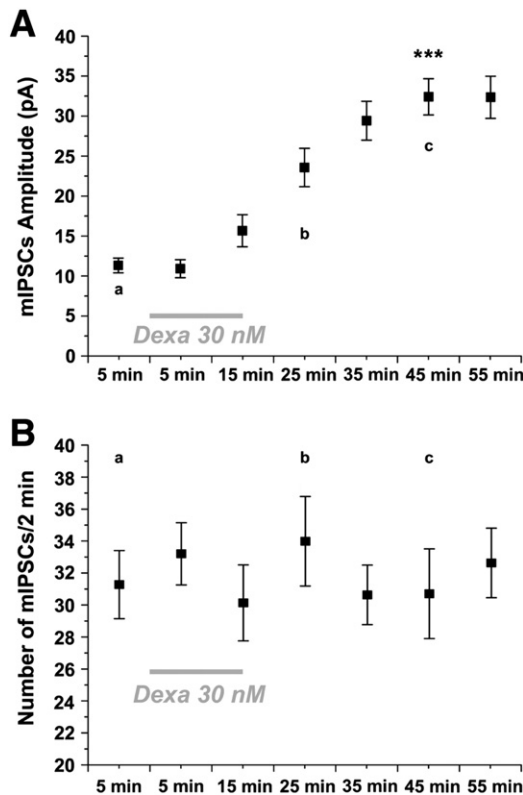 A
mIPSCs Amplitude (pA)
40
35
30
25
20
15
10
5
0
***
a
b
c
Dexa 30 nM
5 min 5 min 15 min 25 min 35 min 45 min 55 min
B
Number of mIPSCs/2 min
40
38
36
34
32
30
28
26
24
22
20
a b c
Dexa 30 nM
5 min 5 min 15 min 25 min 35 min 45 min 55 min